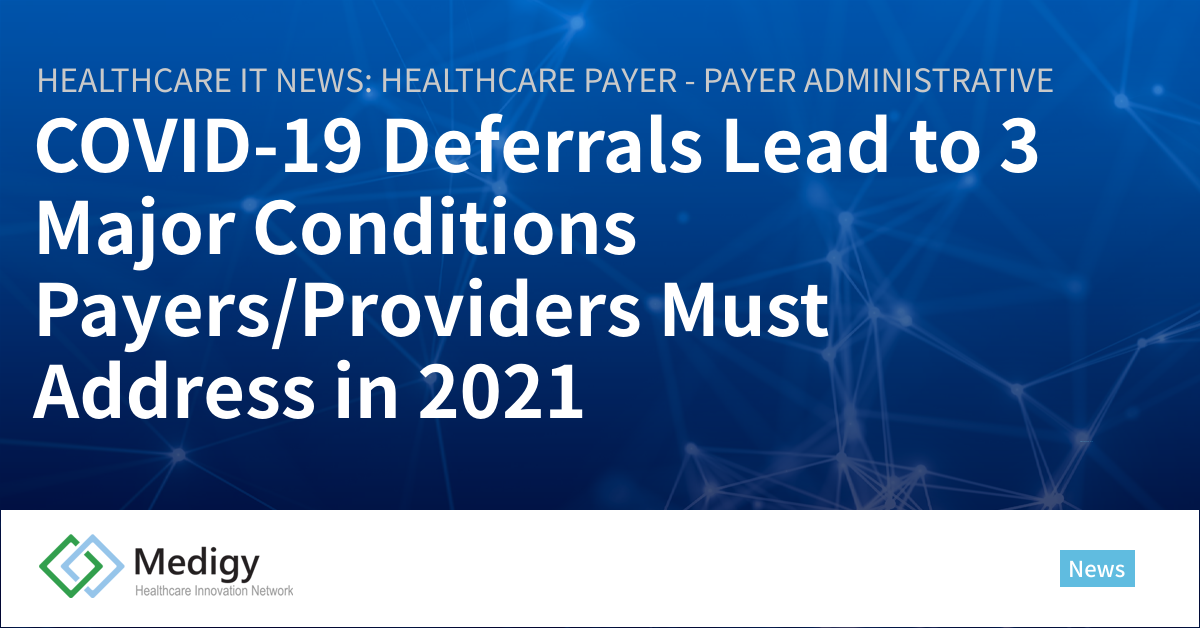 HEALTHCARE IT NEWS: HEALTHCARE PAYER - PAYER ADMINISTRATIVE
COVID-19 Deferrals Lead to 3
Major Conditions
Payers/Providers Must
Address in 2021
Medigy
Healthcare Innovation Network
News